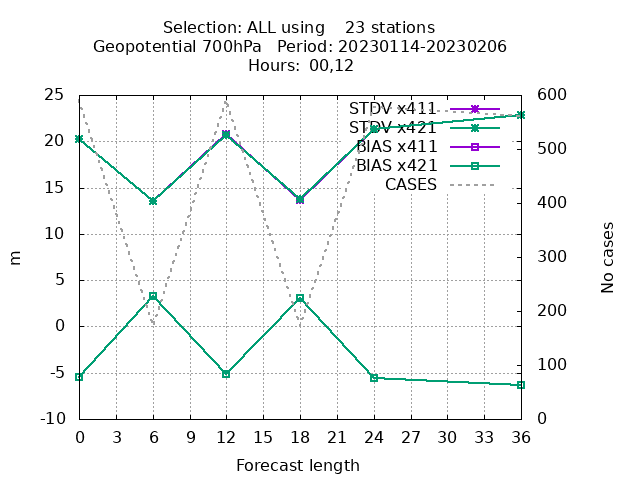 Selection: ALL using    23 stations
Geopotential 700hPa   Period: 20230114-20230206
Hours: 00,12
25
20
15
10
5
0
-5
-10
m
STDV x411
STDV x421
BIAS x411
BIAS x421
CASES
600
500
400
300
200
100
0
No cases
0 3 6 9 12 15 18 21 24 27 30 33 36
Forecast length